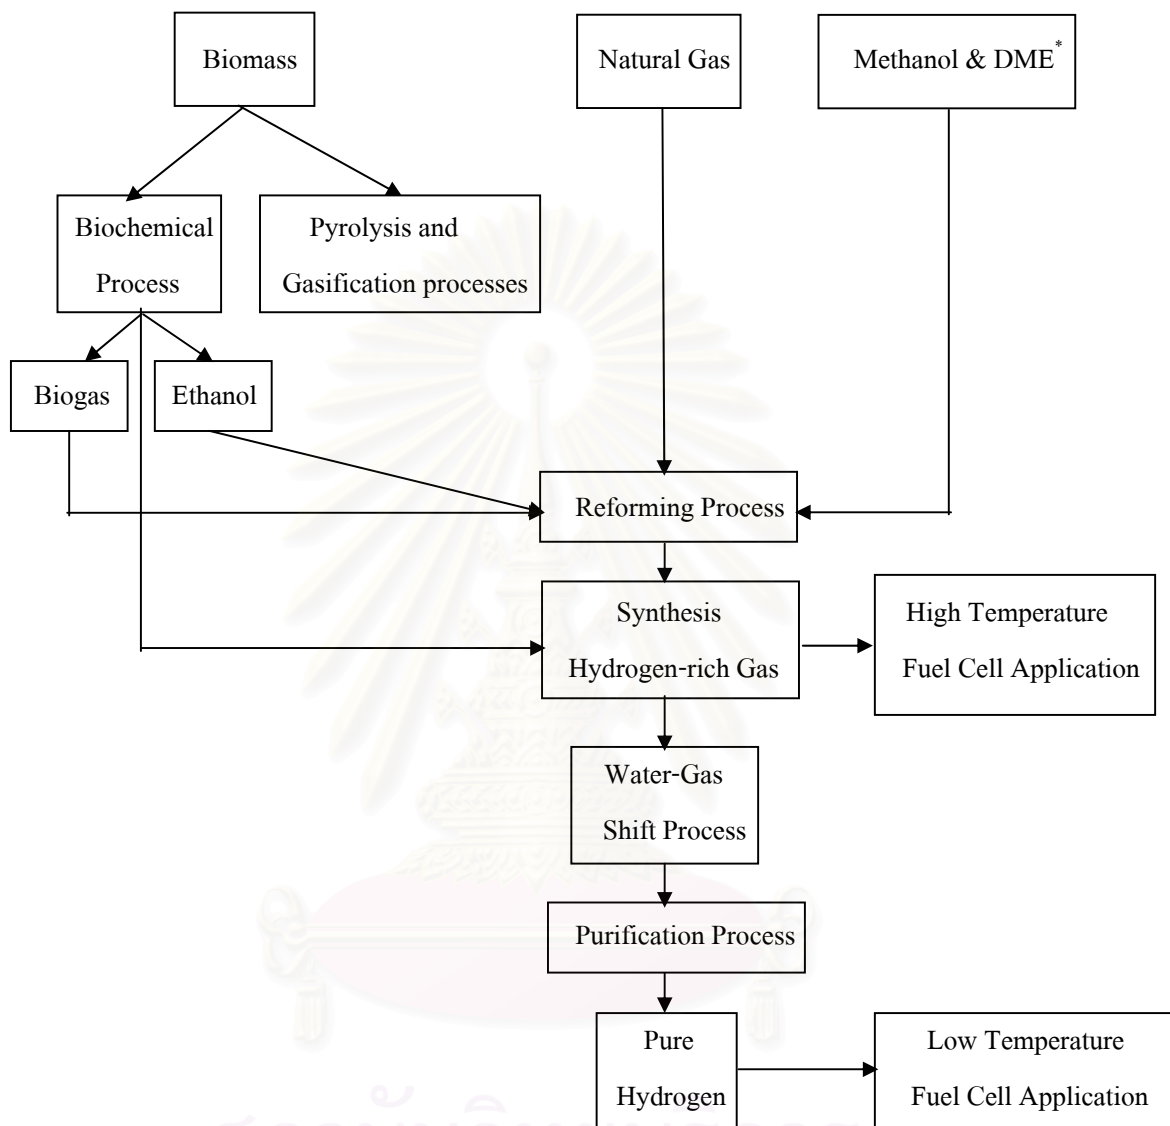 Biomass
Natural Gas
Methanol & DME*
Biochemical
Process
Pyrolysis and
Gasification processes
Biogas
Ethanol
Reforming Process
Synthesis
Hydrogen-rich Gas
High Temperature
Fuel Cell Application
Water-Gas
Shift Process
Purification Process
Pure
Hydrogen
Low Temperature
Fuel Cell Application